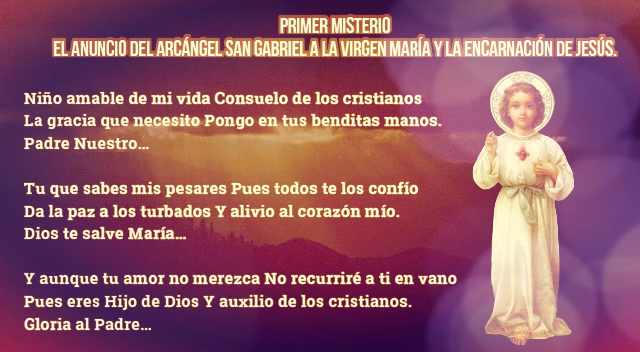 PRIMER MISTERIO
EL ANUNCIO DEL ARCÁNGEL SAN GABRIEL A LA VIRGEN MARÍA Y LA ENCARNACIÓN DE JESÚS.
Niño amable de mi vida Consuelo de los cristianos
La gracia que necesito Pongo en tus benditas manos.
Padre Nuestro...
Tu que sabes mis pesares Pues todos te los confío
Da la paz a los turbados Y alivio al corazón mío.
Dios te salve María...
Y aunque tu amor no merezca No recurriré a ti en vano
Pues eres Hijo de Dios Y auxilio de los cristianos.
Gloria al Padre...